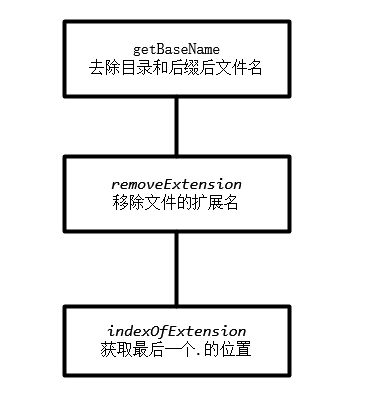 getBaseName
去除目录和后缀后文件名
removeExtension
移除文件的扩展名
indexOfExtension
获取最后一个.的位置